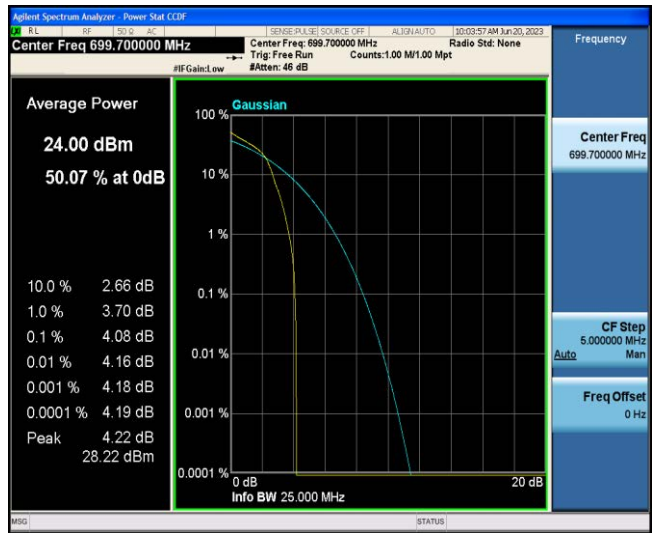 Agilent Spectrum Analyzer - Power Stat CCDF
RL RF 50 Ω AC SENSE:PULSE SOURCE OFF ALIGNAUTO 10:03:57 AM Jun 20, 2023
Center Freq 699.700000 MHz
Center Freq: 699.700000 MHz Radio Std: None
Trig: Free Run Counts:1.00 M/1.00 Mpt
#IFGain:Low #Atten: 46 dB
Frequency
Average Power
24.00 dBm
50.07 % at 0dB
10.0 % 2.66 dB
1.0 % 3.70 dB
0.1 % 4.08 dB
0.01 % 4.16 dB
0.001 % 4.18 dB
0.0001 % 4.19 dB
Peak 4.22 dB
28.22 dBm
Gaussian
100 %
10 %
1 %
0.1 %
0.01 %
0.001 %
0.0001 %
0 dB 20 dB
Info BW 25.000 MHz
Center Freq
699.700000 MHz
CF Step
5.000000 MHz
Auto Man
Freq Offset
0 Hz
MSG STATUS